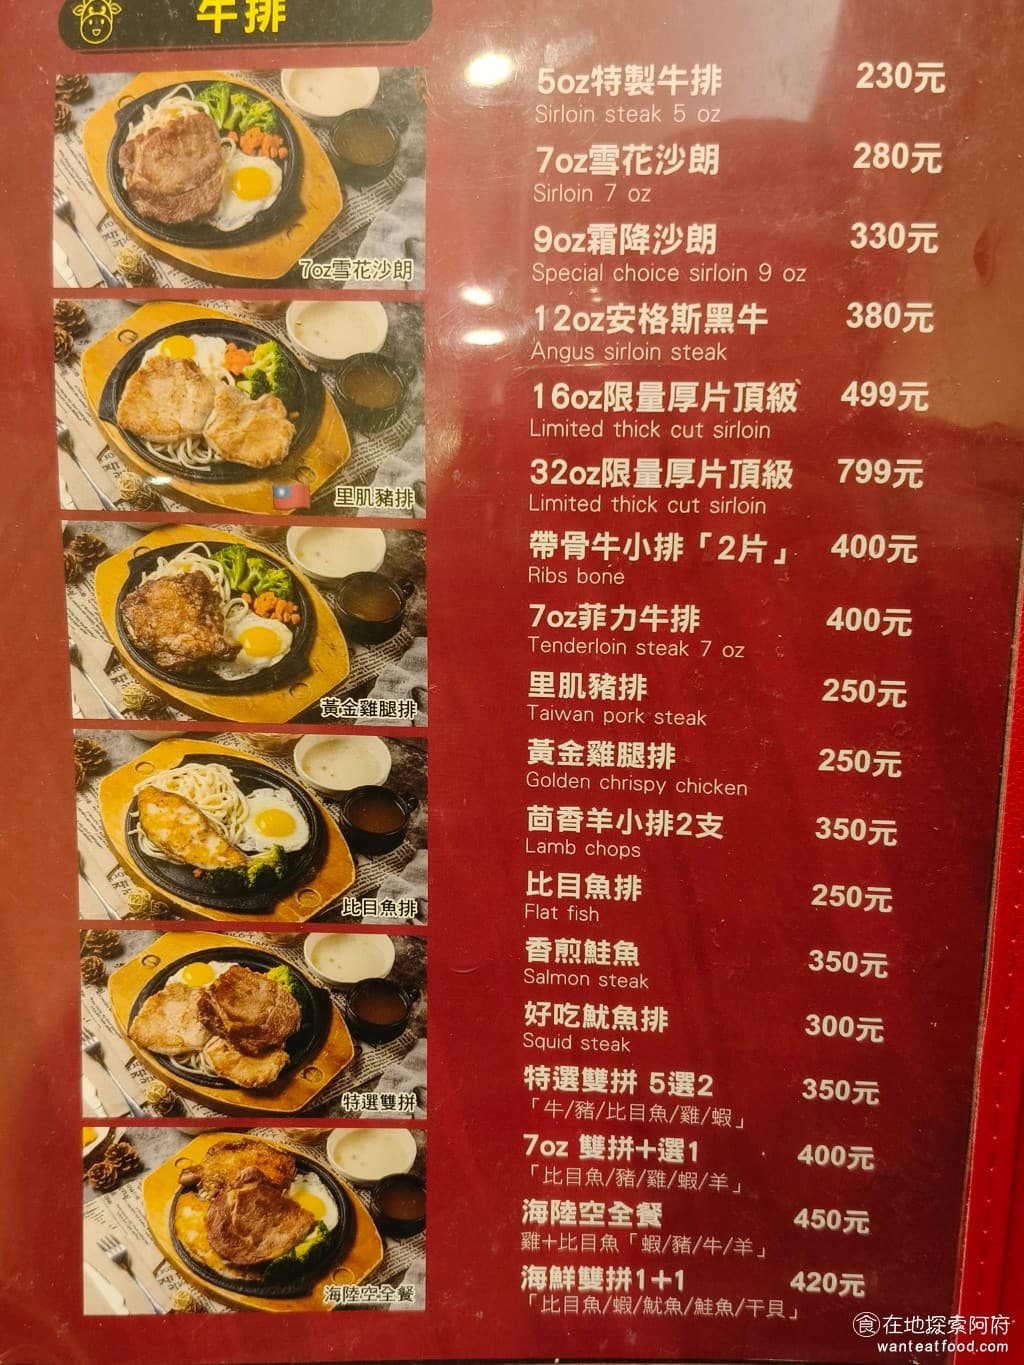 牛排
5oz特製牛排 230元
Sirloin steak 5 oz
7oz雪花沙朗 280元
Sirloin 7 oz
9oz霜降沙朗 330元
Special choice sirloin 9 oz
12oz安格斯黑牛 380元
Angus sirloin steak
16oz限量厚片頂級 499元
Limited thick cut sirloin
32oz限量厚片頂級 799元
Limited thick cut sirloin
帶骨牛小排「2片」 400元
Ribs bone
7oz菲力牛排 400元
Tenderloin steak 7 oz
里肌豬排 250元
Taiwan pork steak
黃金雞腿排 250元
Golden chrispy chicken
茴香羊小排2支 350元
Lamb chops
比目魚排 250元
Flat fish
香煎鮭魚 350元
Salmon steak
好吃魷魚排 300元
Squid steak
特選雙拼 5選2 350元
「牛/豬/比目魚/雞/蝦」
7oz 雙拼+選1 400元
「比目魚/豬/雞/蝦/羊」
海陸空全餐 450元
雞+比目魚「蝦/豬/牛/羊」
海鮮雙拼1+1 420元
「比目魚/蝦/魷魚/鮭魚/干貝」
7oz雪花沙朗
里肌豬排
黃金雞腿排
比目魚排
特選雙拼
海陸空全餐
食在地探索阿府
wanteatfood.com